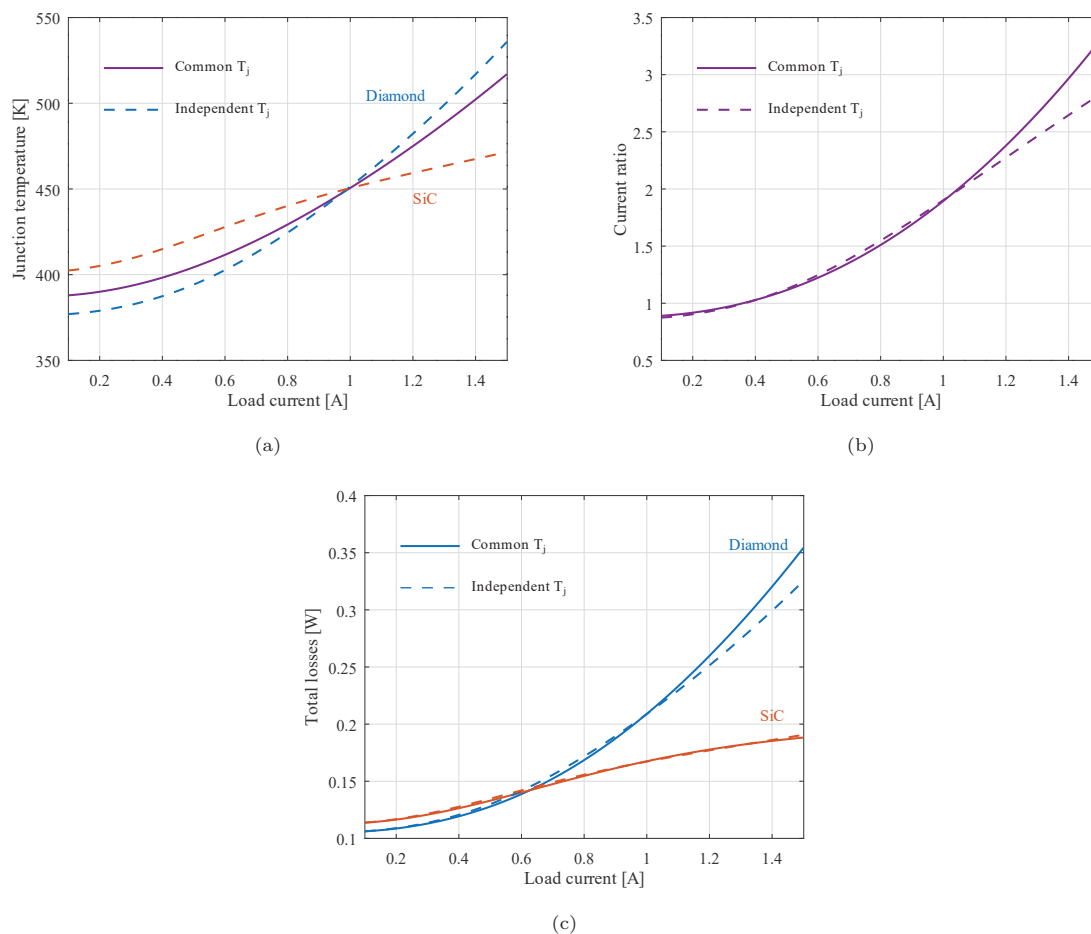 550
500
450
400
350
Junction temperature [K]
Common T_j
Independent T_j
Diamond
SiC
0.2 0.4 0.6 0.8 1 1.2 1.4
Load current [A]
(a)
3.5
3
2.5
2
1.5
1
0.5
Current ratio
Common T_j
Independent T_j
0.2 0.4 0.6 0.8 1 1.2 1.4
Load current [A]
(b)
0.4
0.35
0.3
0.25
0.2
0.15
0.1
Total losses [W]
Common T_j
Independent T_j
Diamond
SiC
0.2 0.4 0.6 0.8 1 1.2 1.4
Load current [A]
(c)